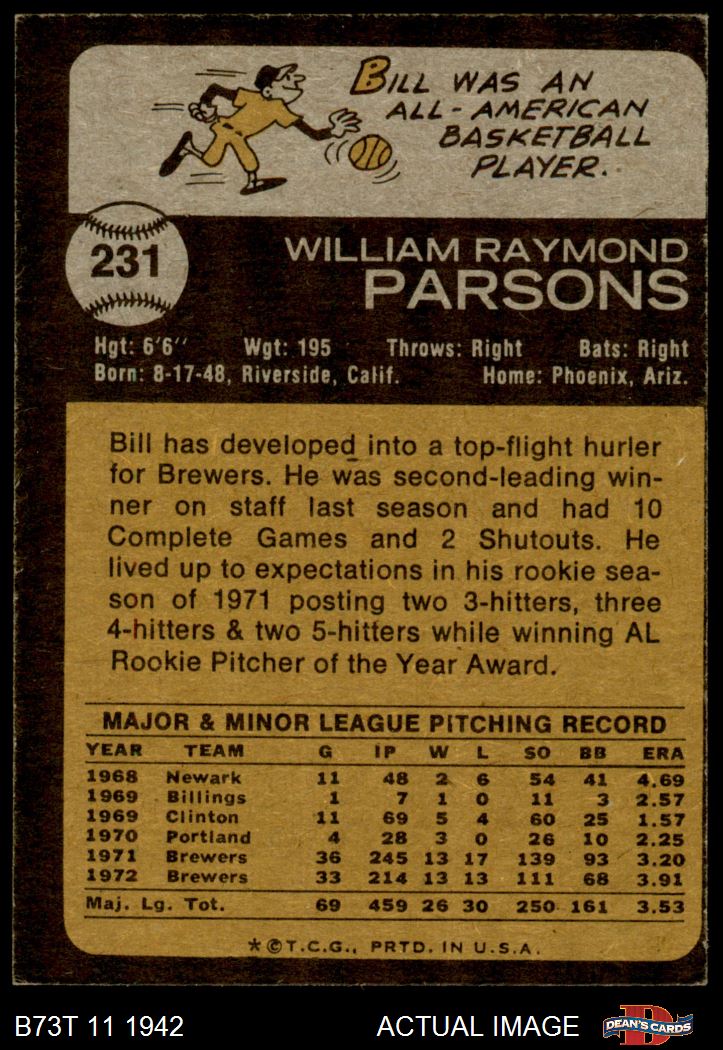 BILL WAS AN
ALL-AMERICAN
BASKETBALL
PLAYER.
231
WILLIAM RAYMOND
PARSONS
Hgt: 6'6" Wgt: 195 Throws: Right Bats: Right
Born: 8-17-48, Riverside, Calif. Home: Phoenix, Ariz.
Bill has developed into a top-flight hurler
for Brewers. He was second-leading win-
ner on staff last season and had 10
Complete Games and 2 Shutouts. He
lived up to expectations in his rookie sea-
son of 1971 posting two 3-hitters, three
4-hitters & two 5-hitters while winning AL
Rookie Pitcher of the Year Award.
MAJOR & MINOR LEAGUE PITCHING RECORD
YEAR TEAM G IP W L SO BB ERA
1968 Newark 11 48 2 6 54 41 4.69
1969 Billings 1 7 1 0 11 3 2.57
1969 Clinton 11 69 5 4 60 25 1.57
1970 Portland 4 28 3 0 26 10 2.25
1971 Brewers 36 245 13 17 139 93 3.20
1972 Brewers 33 214 13 13 111 68 3.91
Maj. Lg. Tot. 69 459 26 30 250 161 3.53
*©T.C.G., PRTD. IN U.S.A.
B73T 11 1942 ACTUAL IMAGE DEAN'S CARDS